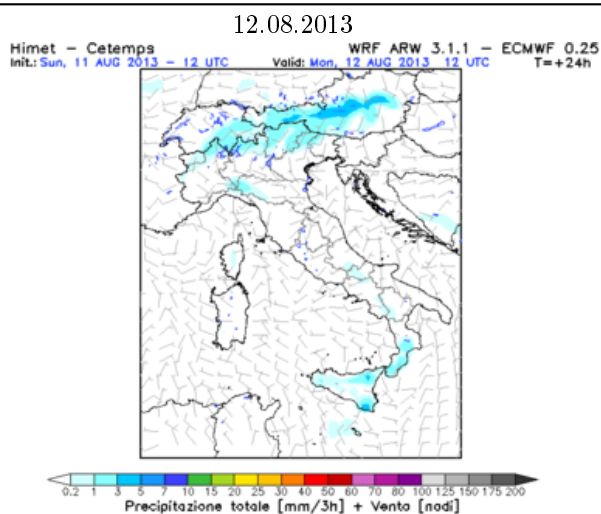 12.08.2013
Himet - Cetemps WRF ARW 3.1.1 - ECMWF 0.25
Init.: Sun, 11 AUG 2013 - 12 UTC Valid: Mon, 12 AUG 2013 12 UTC T=+24h
0.2 1 3 5 7 10 15 20 25 30 40 50 60 70 80 100 125 150 175 200
Precipitazione totale [mm/3h] + Vento [nodi]